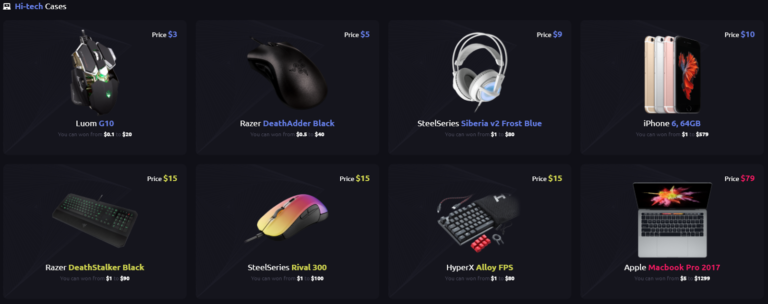 Hi-tech Cases
Price $3
Luom G10
You can won from $0.1 to $20
Price $5
Razer DeathAdder Black
You can won from $0.5 to $40
Price $9
SteelSeries Siberia v2 Frost Blue
You can won from $1 to $80
Price $10
iPhone 6, 64GB
You can won from $1 to $579
Price $15
Razer DeathStalker Black
You can won from $1 to $90
Price $15
SteelSeries Rival 300
You can won from $1 to $100
Price $15
HyperX Alloy FPS
You can won from $1 to $80
Price $79
Apple Macbook Pro 2017
You can won from $8 to $1299